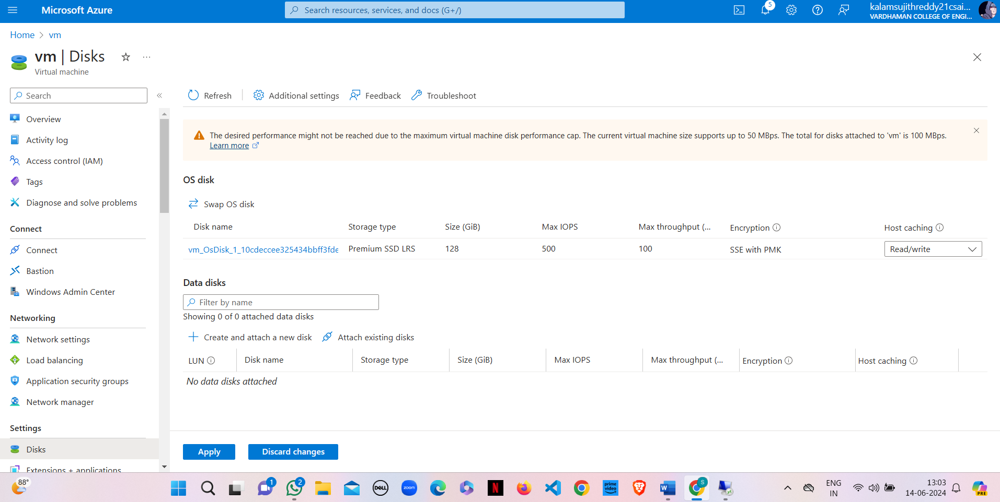 Microsoft Azure
Search resources, services, and docs (G+/)
5
kalamsujithreddy21csai...
VARDHAMAN COLLEGE OF ENGI...
Home > vm
vm | Disks
Virtual machine
Search
Refresh
Additional settings
Feedback
Troubleshoot
Overview
Activity log
Access control (IAM)
Tags
Diagnose and solve problems
Connect
Connect
Bastion
Windows Admin Center
Networking
Network settings
Load balancing
Application security groups
Network manager
Settings
Disks
Extensions + applications
The desired performance might not be reached due to the maximum virtual machine disk performance cap. The current virtual machine size supports up to 50 MBps. The total for disks attached to 'vm' is 100 MBps.
Learn more
OS disk
Swap OS disk
Disk name Storage type Size (GiB) Max IOPS Max throughput (... Encryption Host caching
vm_OsDisk_1_10cdeccee325434bbff3fde Premium SSD LRS 128 500 100 SSE with PMK Read/write
Data disks
Filter by name
Showing 0 of 0 attached data disks
Create and attach a new disk Attach existing disks
LUN Disk name Storage type Size (GiB) Max IOPS Max throughput (... Encryption Host caching
No data disks attached
Apply Discard changes
88°
1
2
DELL
zoom
N
prime video
W
S
ENG
IN
13:03
14-06-2024
PRE